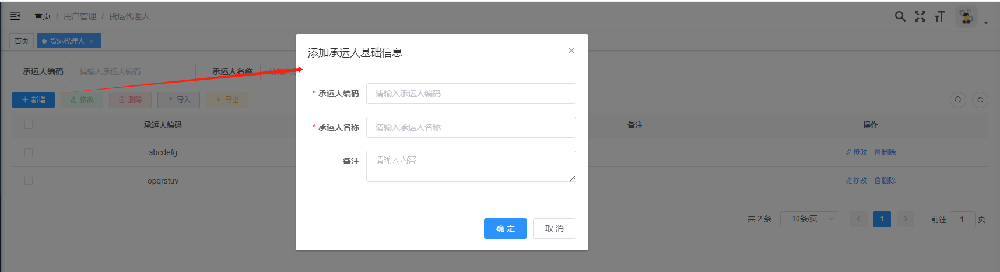 首页 / 用户管理 / 货运代理人
首页 货运代理人 ×
添加承运人基础信息
承运人编码 请输入承运人编码 承运人名称
* 承运人编码 请输入承运人编码
新增 修改 删除 导入 导出
承运人编码 备注 操作
* 承运人名称 请输入承运人名称
abcdefg 修改 删除
备注 请输入内容
opqrstuv 修改 删除
共 2 条 10条/页 1 前往 1 页
确 定 取 消